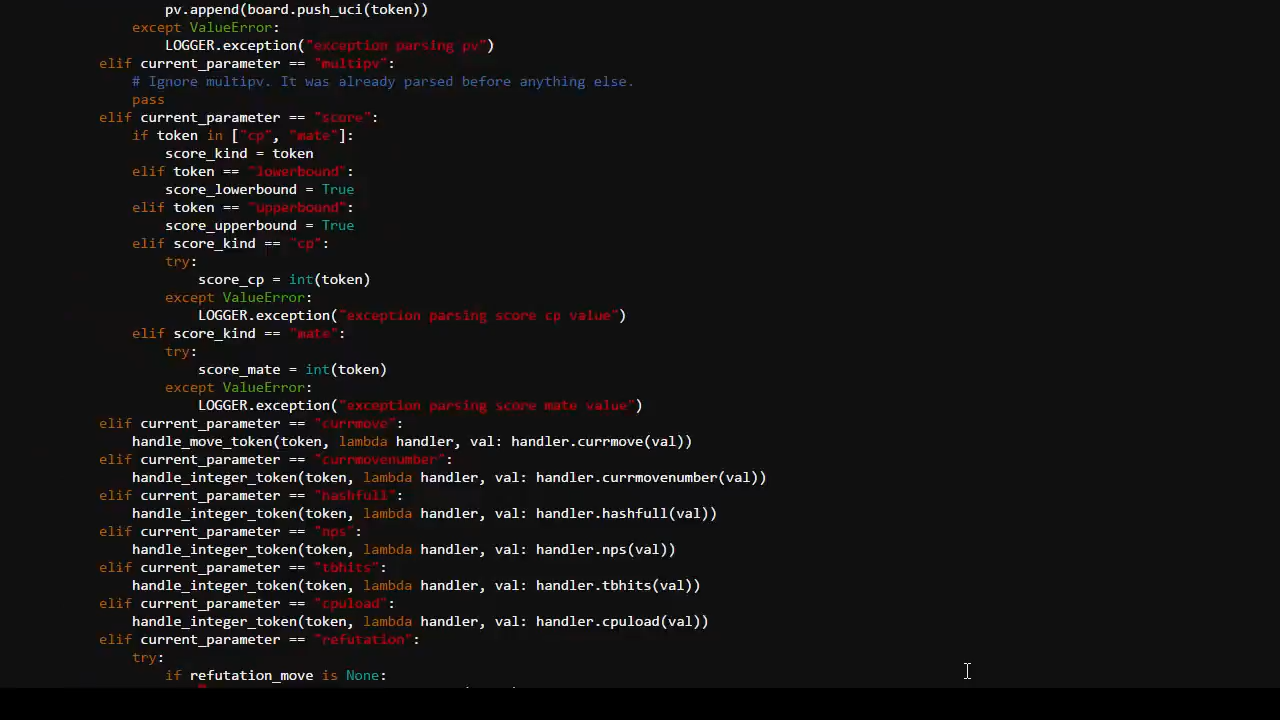 pv.append(board.push_uci(token))
except ValueError:
LOGGER.exception("exception parsing pv")
elif current_parameter == "multipv":
# Ignore multipv. It was already parsed before anything else.
pass
elif current_parameter == "score":
if token in ["cp", "mate"]:
score_kind = token
elif token == "lowerbound":
score_lowerbound = True
elif token == "upperbound":
score_upperbound = True
elif score_kind == "cp":
try:
score_cp = int(token)
except ValueError:
LOGGER.exception("exception parsing score cp value")
elif score_kind == "mate":
try:
score_mate = int(token)
except ValueError:
LOGGER.exception("exception parsing score mate value")
elif current_parameter == "currmove":
handle_move_token(token, lambda handler, val: handler.currmove(val))
elif current_parameter == "currmovenumber":
handle_integer_token(token, lambda handler, val: handler.currmovenumber(val))
elif current_parameter == "hashfull":
handle_integer_token(token, lambda handler, val: handler.hashfull(val))
elif current_parameter == "nps":
handle_integer_token(token, lambda handler, val: handler.nps(val))
elif current_parameter == "tbhits":
handle_integer_token(token, lambda handler, val: handler.tbhits(val))
elif current_parameter == "cpuload":
handle_integer_token(token, lambda handler, val: handler.cpuload(val))
elif current_parameter == "refutation":
try:
if refutation_move is None: